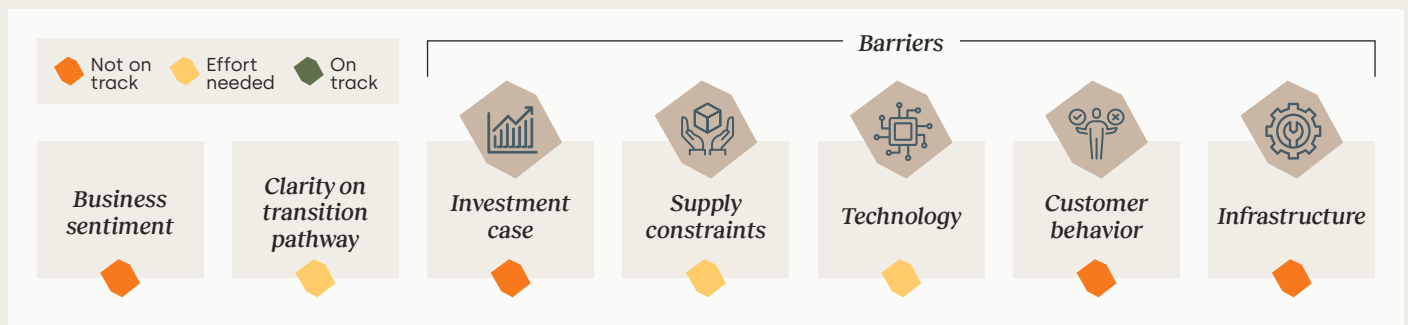 Barriers
Not on
track
Effort
needed
On
track
Business
sentiment
Clarity on
transition
pathway
Investment
case
Supply
constraints
Technology
Customer
behavior
Infrastructure